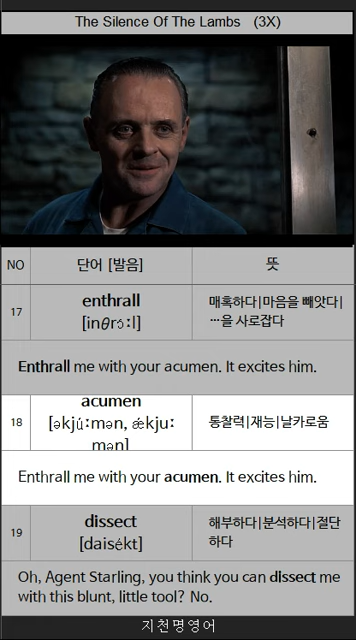 The Silence Of The Lambs (3X)
NO 단어 [발음] 뜻
17 enthrall 매혹하다|마음을 빼앗다|
[inθrɔ́ːl] …을 사로잡다
Enthrall me with your acumen. It excites him.
acumen
18 [əkjúːmən, ǽkjuː 통찰력|재능|날카로움
mən]
Enthrall me with your acumen. It excites him.
19 dissect 해부하다|분석하다|절단
[daisékt] 하다
Oh, Agent Starling, you think you can dissect me
with this blunt, little tool? No.
지천명영어